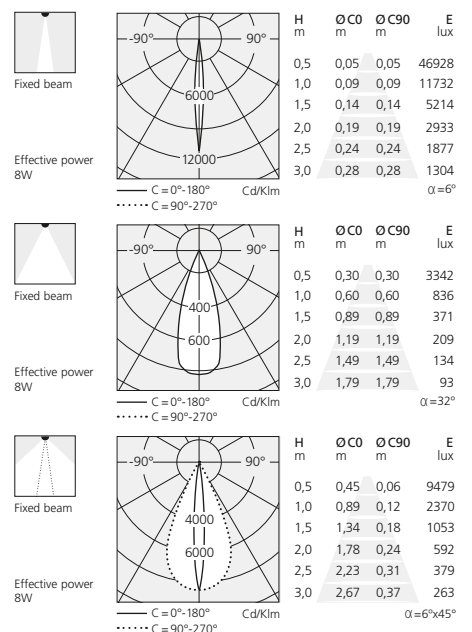 Fixed beam
Effective power
8W
-90° 90°
6000
12000
C = 0°-180° Cd/Klm
C = 90°-270°
H Ø C0 Ø C90 E
m m m lux
0,5 0,05 0,05 46928
1,0 0,09 0,09 11732
1,5 0,14 0,14 5214
2,0 0,19 0,19 2933
2,5 0,24 0,24 1877
3,0 0,28 0,28 1304
α=6°
Fixed beam
Effective power
8W
-90° 90°
400
600
C = 0°-180° Cd/Klm
C = 90°-270°
H Ø C0 Ø C90 E
m m m lux
0,5 0,30 0,30 3342
1,0 0,60 0,60 836
1,5 0,89 0,89 371
2,0 1,19 1,19 209
2,5 1,49 1,49 134
3,0 1,79 1,79 93
α=32°
Fixed beam
Effective power
8W
-90° 90°
4000
6000
C = 0°-180° Cd/Klm
C = 90°-270°
H Ø C0 Ø C90 E
m m m lux
0,5 0,45 0,06 9479
1,0 0,89 0,12 2370
1,5 1,34 0,18 1053
2,0 1,78 0,24 592
2,5 2,23 0,31 379
3,0 2,67 0,37 263
α=6°x45°